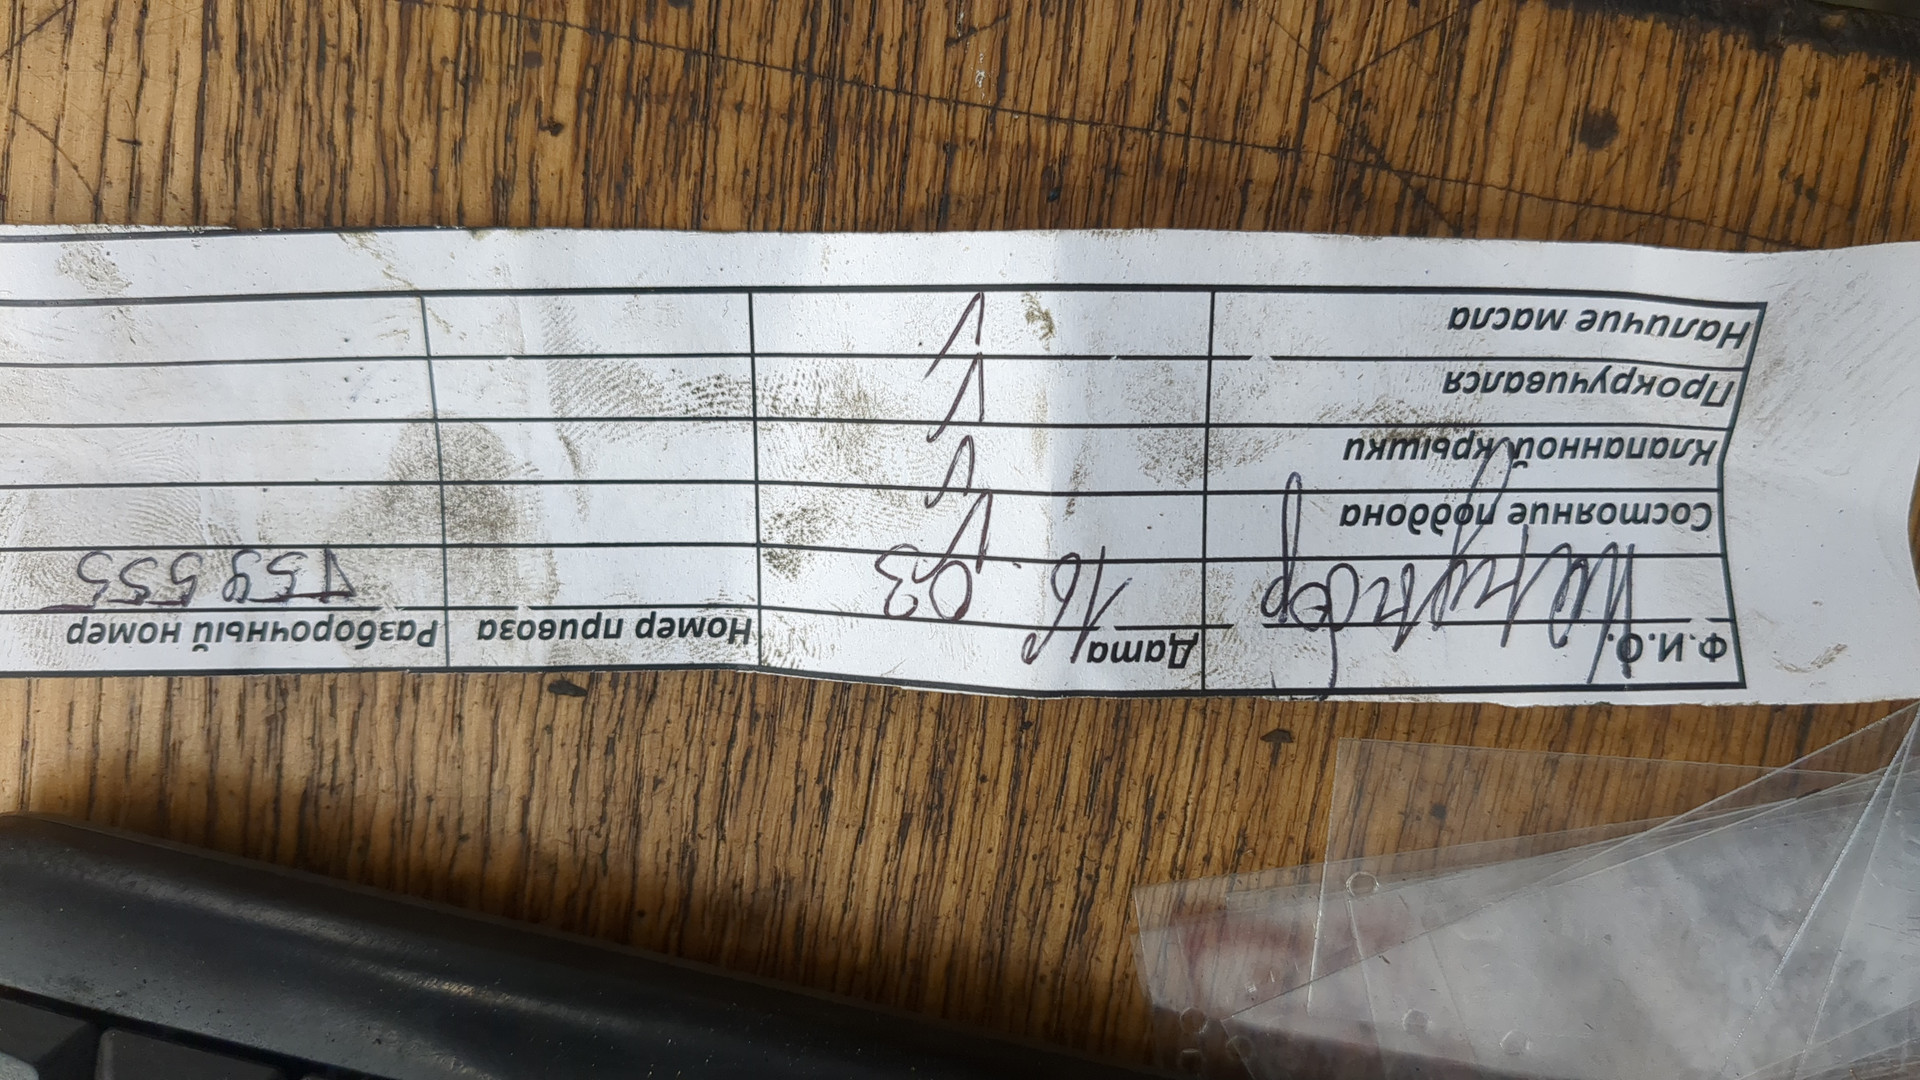 Ф.И.О. Дата Номер привоза Разборочный номер
16.03 159555
Состояние поддона V
Клапанной крышки V
Прокручивался V
Наличие масла V